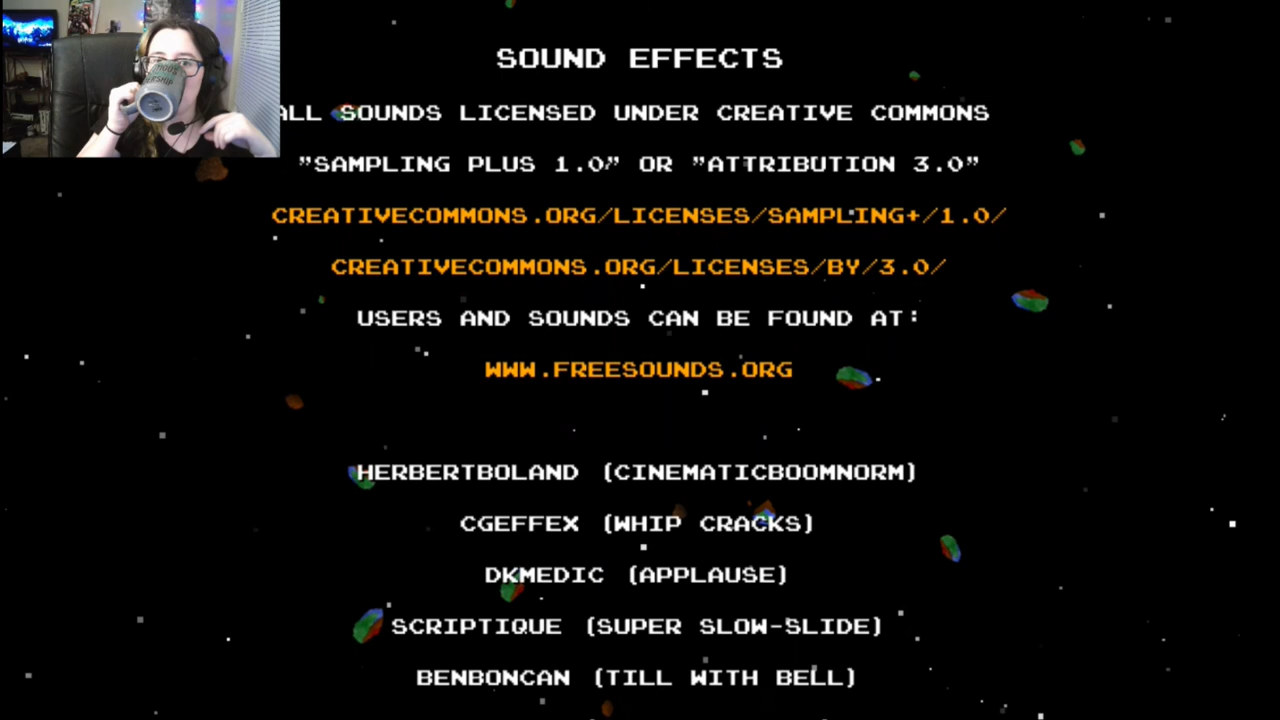 SOUND EFFECTS
ALL SOUNDS LICENSED UNDER CREATIVE COMMONS
"SAMPLING PLUS 1.0" OR "ATTRIBUTION 3.0"
CREATIVECOMMONS.ORG/LICENSES/SAMPLING+/1.0/
CREATIVECOMMONS.ORG/LICENSES/BY/3.0/
USERS AND SOUNDS CAN BE FOUND AT:
WWW.FREESOUNDS.ORG
HERBERTBOLAND (CINEMATICBOOMNORM)
CGEFFEX (WHIP CRACKS)
DKMEDIC (APPLAUSE)
SCRIPTIQUE (SUPER SLOW-SLIDE)
BENBONCAN (TILL WITH BELL)